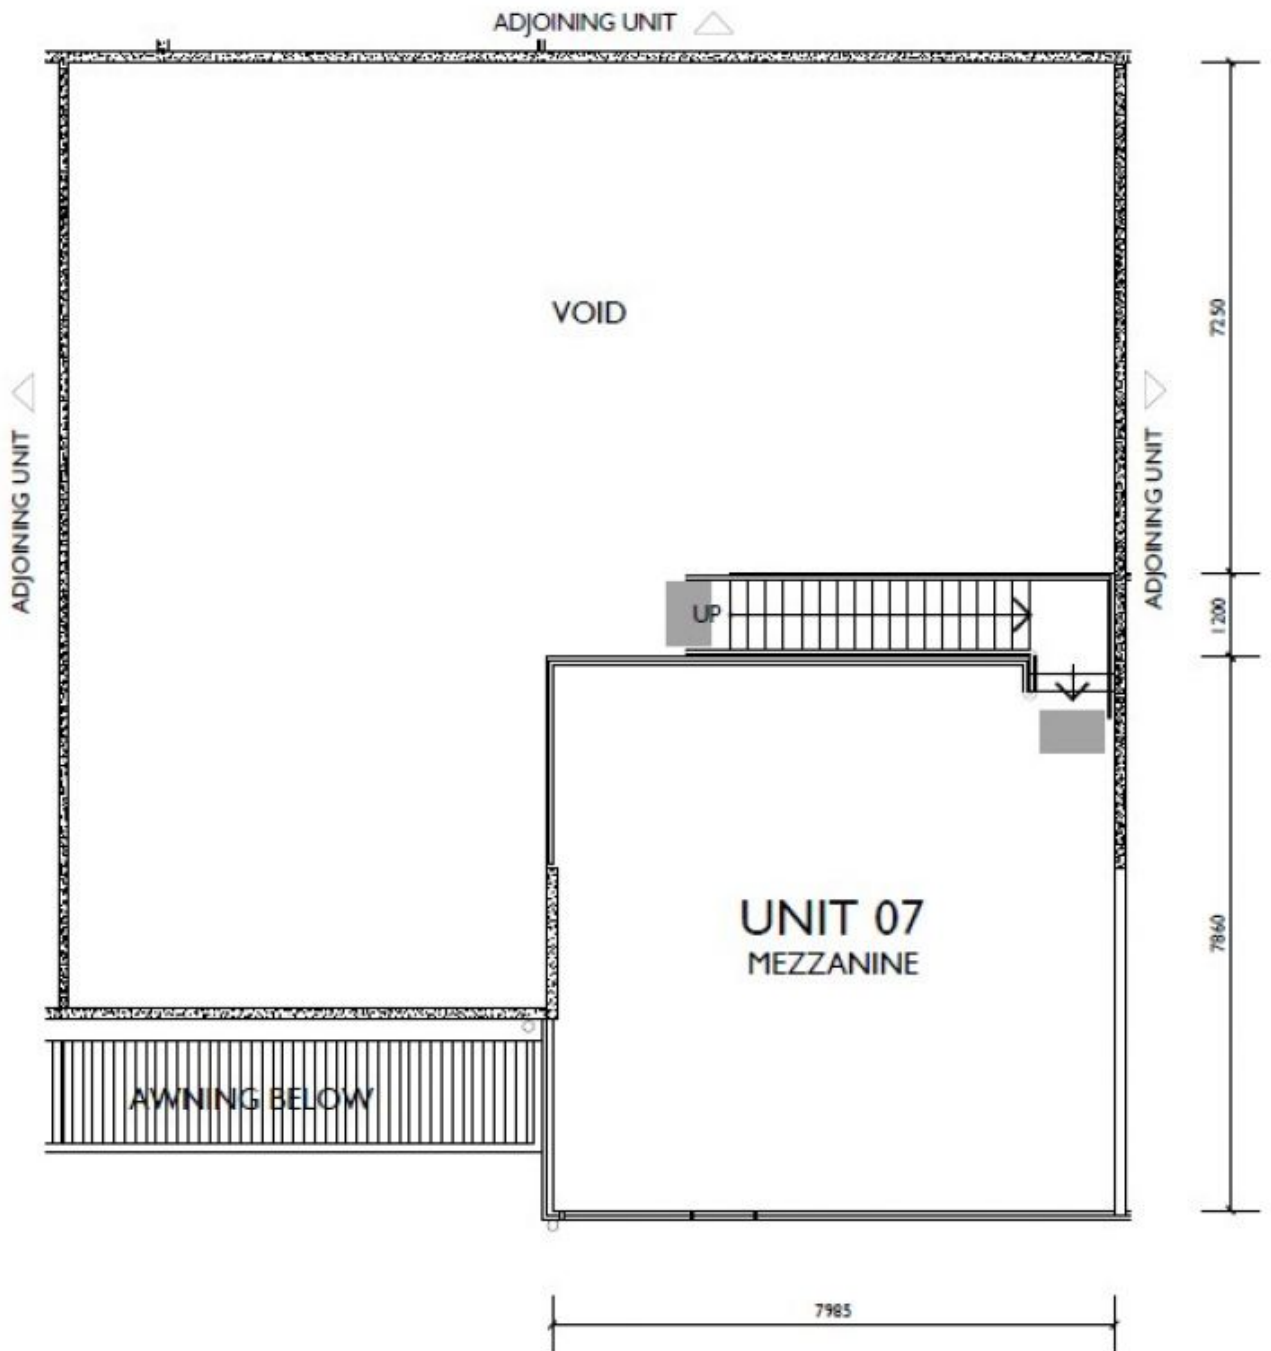 ADJOINING UNIT
VOID
7250
ADJOINING UNIT
ADJOINING UNIT
UP
1200
UNIT 07
MEZZANINE
7860
AWNING BELOW
7985